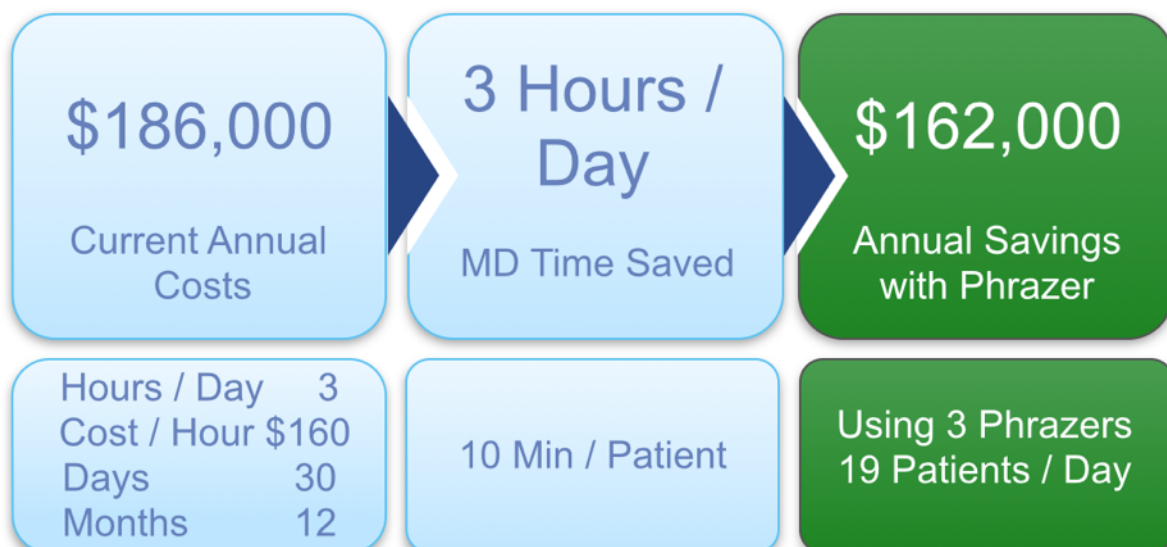 $186,000
Current Annual
Costs
3 Hours /
Day
MD Time Saved
$162,000
Annual Savings
with Phrazer
Hours / Day 3
Cost / Hour $160
Days 30
Months 12
10 Min / Patient
Using 3 Phrazers
19 Patients / Day